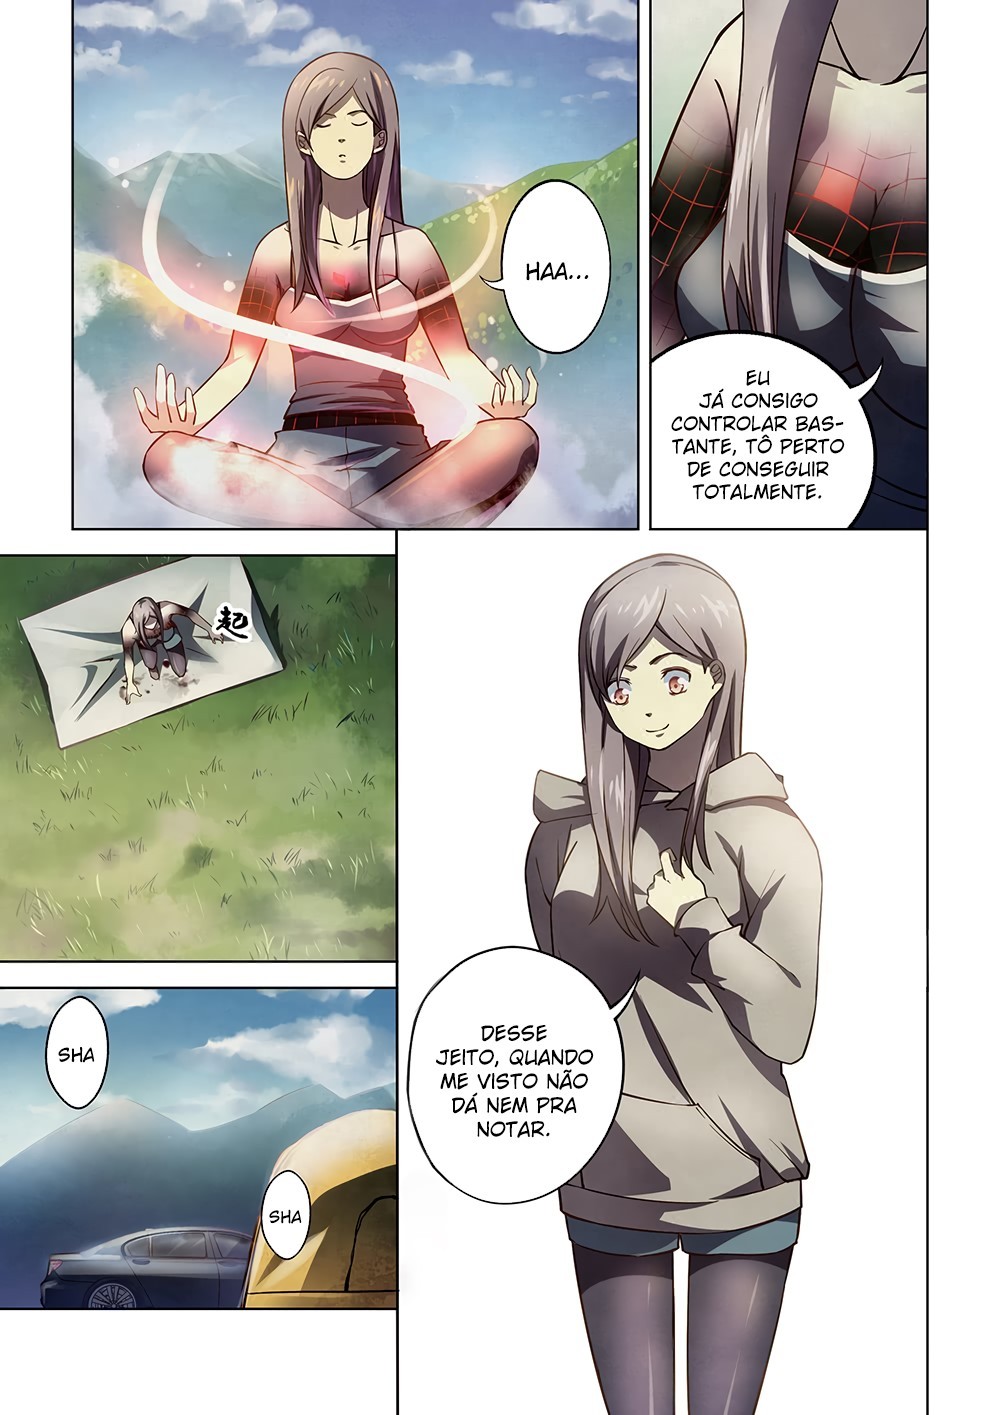 HAA...
EU
JÁ CONSIGO
CONTROLAR BAS-
TANTE, TÔ PERTO
DE CONSEGUIR
TOTALMENTE.
起
DESSE
JEITO, QUANDO
ME VISTO NÃO
DÁ NEM PRA
NOTAR.
SHA
SHA